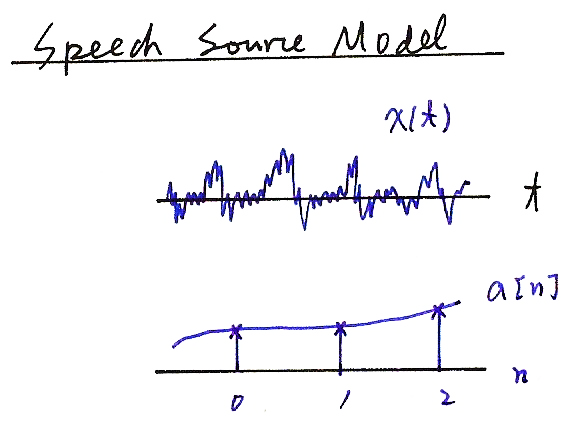 Speech Source Model
x(t)
t
a[n]
n
0 1 2